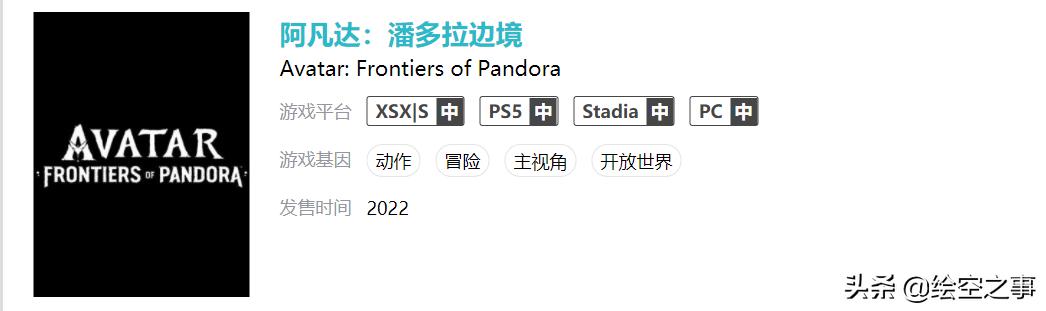 AVATAR
FRONTIERS OF PANDORA
阿凡达：潘多拉边境
Avatar: Frontiers of Pandora
游戏平台 XSX|S 中 PS5 中 Stadia 中 PC 中
游戏基因 动作 冒险 主视角 开放世界
发售时间 2022
头条 @绘空之事